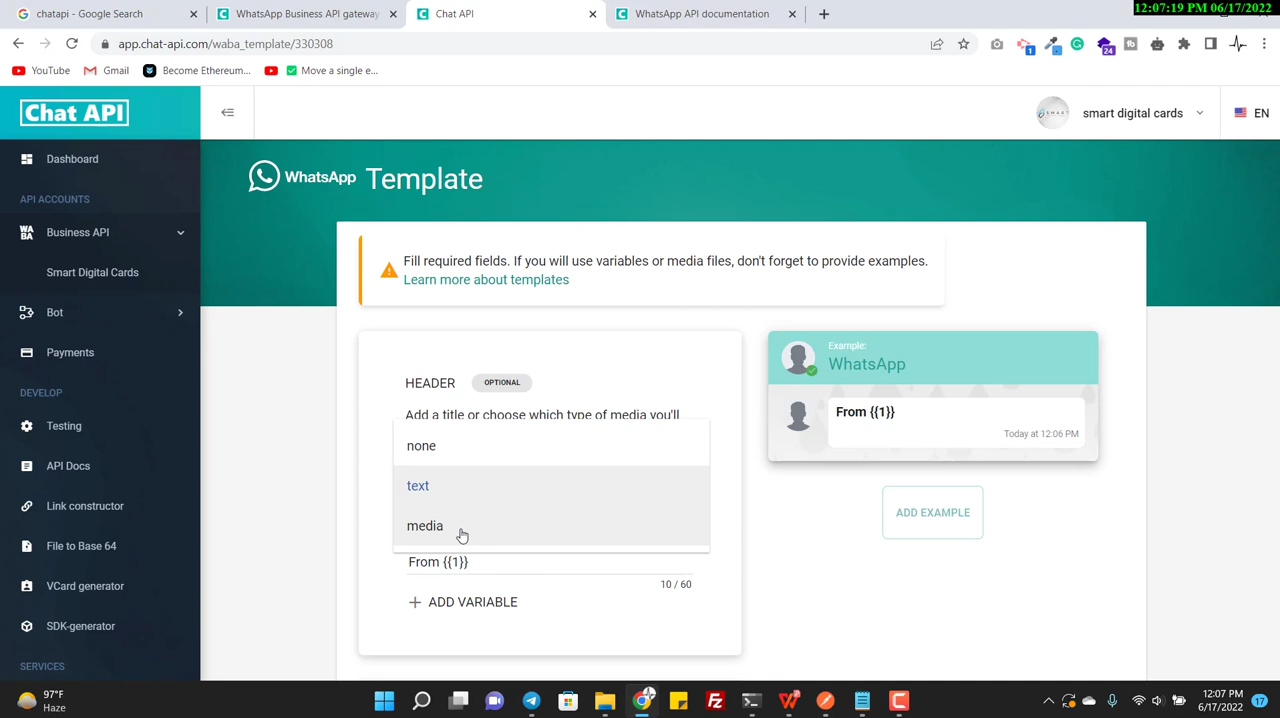 12:07:19 PM 06/17/2022
chatapi - Google Search
WhatsApp Business API gateway
Chat API
WhatsApp API documentation
app.chat-api.com/waba_template/330308
1
24
YouTube
Gmail
Become Ethereum...
Move a single e...
Chat API
smart digital cards
EN
Dashboard
API ACCOUNTS
WA BA
Business API
Smart Digital Cards
Bot
Payments
DEVELOP
Testing
API Docs
Link constructor
File to Base 64
VCard generator
SDK-generator
SERVICES
WhatsApp Template
Fill required fields. If you will use variables or media files, don't forget to provide examples.
Learn more about templates
HEADER OPTIONAL
Add a title or choose which type of media you'll
none
text
media
From {{1}}
10 / 60
ADD VARIABLE
Example:
WhatsApp
From {{1}}
Today at 12:06 PM
ADD EXAMPLE
97°F
Haze
12:07 PM
6/17/2022
17